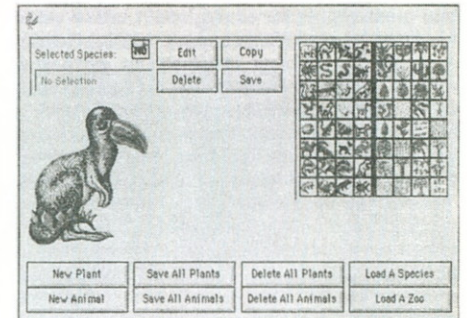 Selected Species:
Edit
Copy
No Selection
Delete
Save
New Plant
Save All Plants
Delete All Plants
Load A Species
New Animal
Save All Animals
Delete All Animals
Load A Zoo